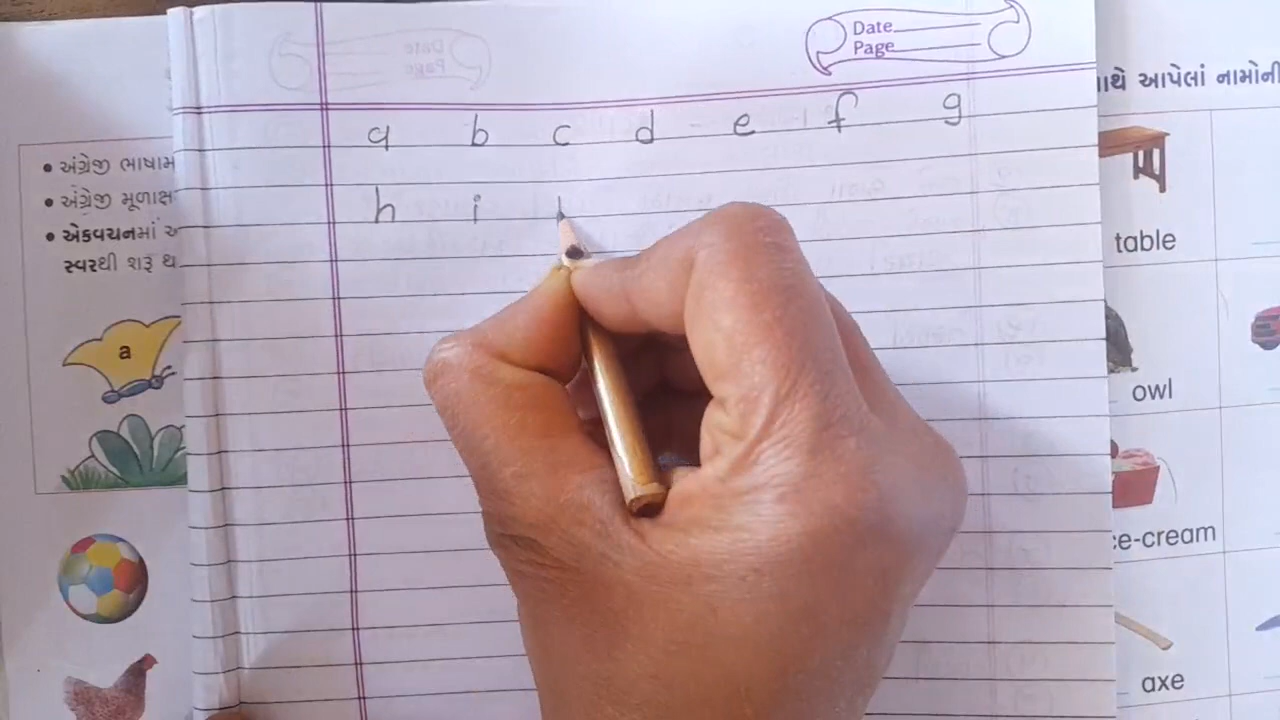 Date
Page
a b c d e f g
h i
• અંગ્રેજી ભાષામ
• અંગ્રેજી મૂળાક્ષ
• એકવચનમાં
સ્વરથી શરૂ થ
a
આપેલાં નામોની
table
owl
ce-cream
axe